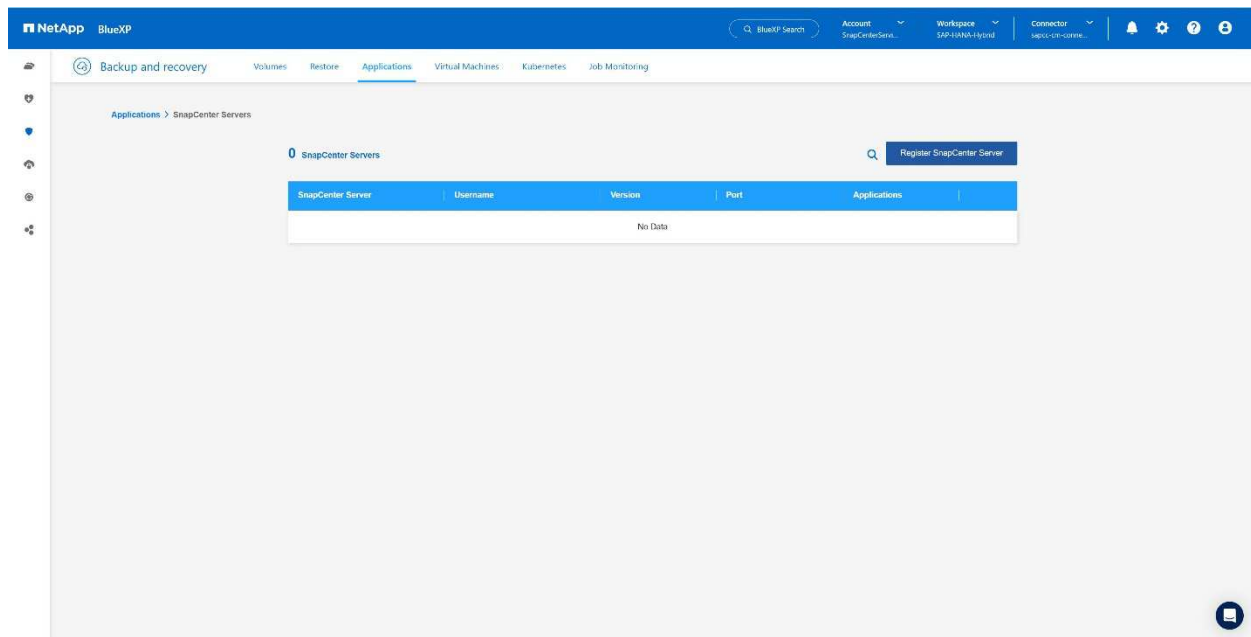 NetApp BlueXP BlueXP Search Account Workspace Connector
SnapCenterServi... SAP-HANA-Hybrid sapcc-cm-conne...
Backup and recovery Volumes Restore Applications Virtual Machines Kubernetes Job Monitoring
Applications > SnapCenter Servers
0 SnapCenter Servers Register SnapCenter Server
SnapCenter Server Username Version Port Applications
No Data